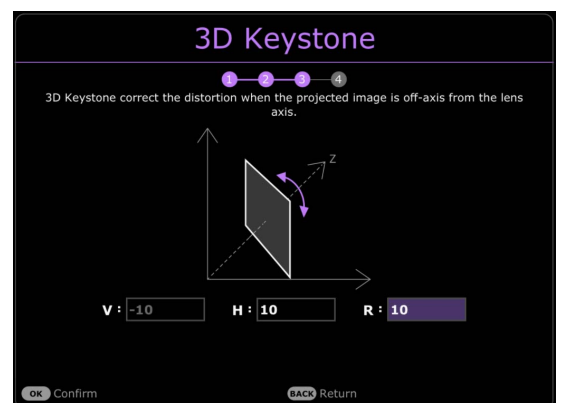 3D Keystone
1 2 3 4
3D Keystone correct the distortion when the projected image is off-axis from the lens
axis.
Z
V : -10 H : 10 R : 10
OK Confirm BACK Return